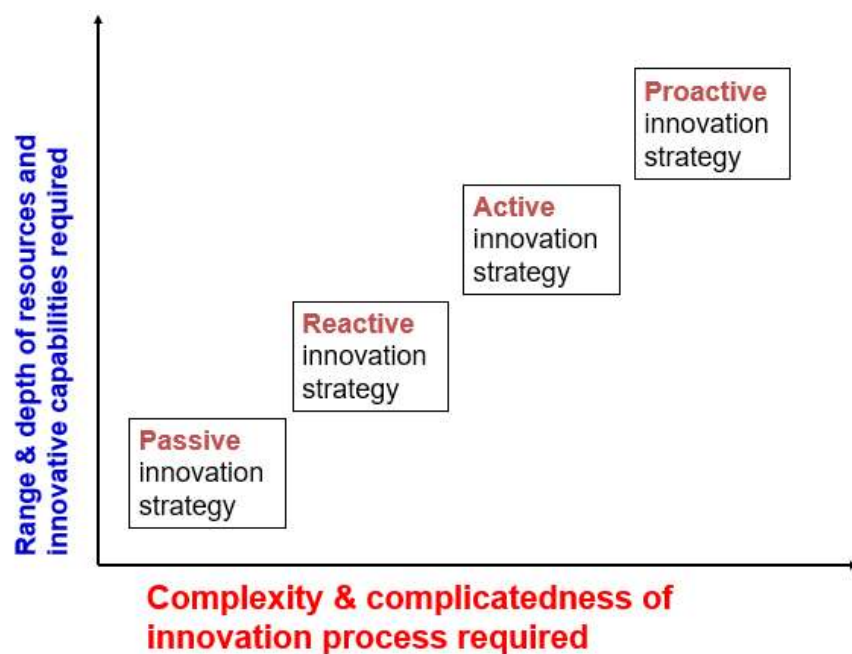 Range & depth of resources and
innovative capabilities required
Proactive
innovation
strategy
Active
innovation
strategy
Reactive
innovation
strategy
Passive
innovation
strategy
Complexity & complicatedness of
innovation process required